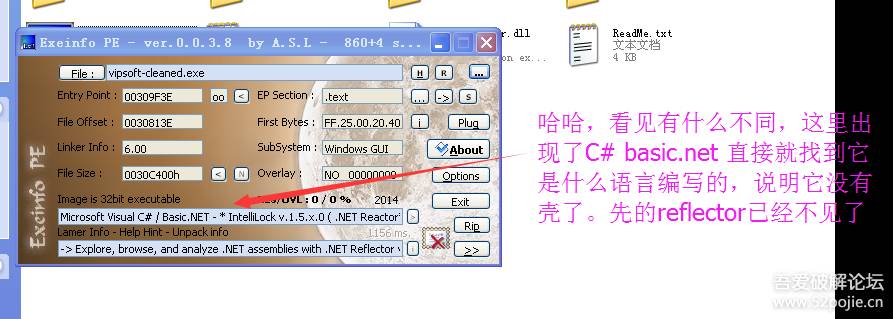 r.dll
ReadMe.txt
文本文档
4 KB
on ex...
Exeinfo PE - ver.0.0.3.8 by A.S.L - 860+4 s...
File :
vipsoft-cleaned.exe
H
R
...
Entry Point :
00309F3E
oo
<
EP Section :
.text
...
->
S
File Offset :
0030813E
First Bytes :
FF.25.00.20.40
i
Plug
Linker Info :
6.00
SubSystem :
Windows GUI
About
File Size :
0030C400h
<
N
Overlay :
NO 00000000
Options
Image is 32bit executable
/OVL : 0 / 0 %
2014
Exit
Microsoft Visual C# / Basic.NET - * IntelliLock v.1.5.x.0 ( .NET Reactor
>
Lamer Info - Help Hint - Unpack info
1156 ms.
Rip
-> Explore, browse, and analyze .NET assemblies with .NET Reflector v
i
>>
Exeinfo PE
哈哈，看见有什么不同，这里出
现了C# basic.net 直接就找到它
是什么语言编写的，说明它没有
壳了。先的reflector已经不见了
吾爱破解论坛
www.52pojie.cn